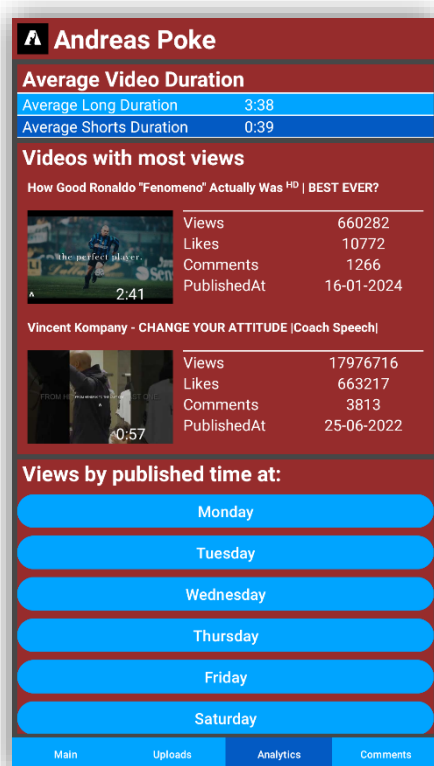 Andreas Poke
Average Video Duration
Average Long Duration 3:38
Average Shorts Duration 0:39
Videos with most views
How Good Ronaldo "Fenomeno" Actually Was ᴴᴰ | BEST EVER?
the perfect player.
2:41
Views 660282
Likes 10772
Comments 1266
PublishedAt 16-01-2024
Vincent Kompany - CHANGE YOUR ATTITUDE |Coach Speech|
0:57
Views 17976716
Likes 663217
Comments 3813
PublishedAt 25-06-2022
Views by published time at:
Monday
Tuesday
Wednesday
Thursday
Friday
Saturday
Main Uploads Analytics Comments